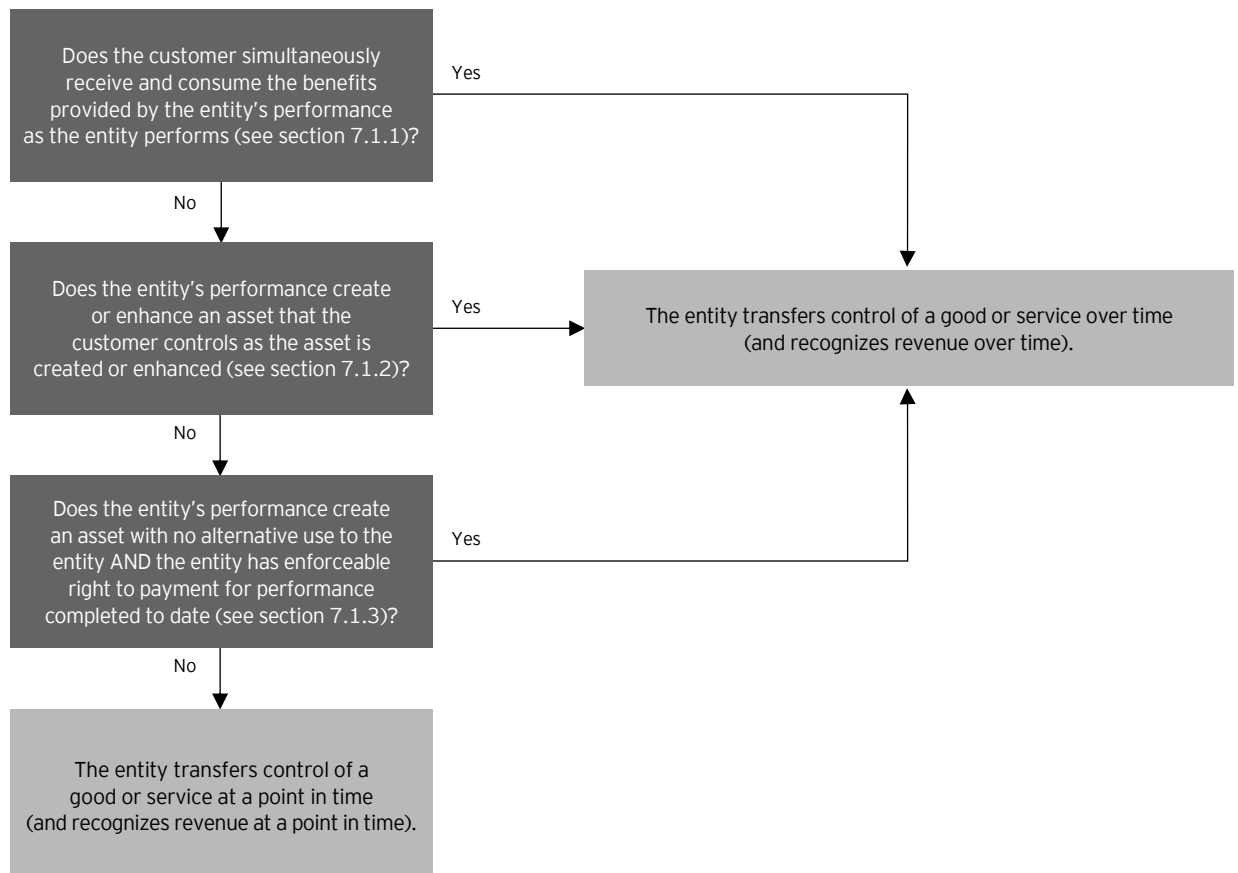 Does the customer simultaneously
receive and consume the benefits
provided by the entity’s performance
as the entity performs (see section 7.1.1)?
Yes
No
Does the entity’s performance create
or enhance an asset that the
customer controls as the asset is
created or enhanced (see section 7.1.2)?
Yes
The entity transfers control of a good or service over time
(and recognizes revenue over time).
No
Does the entity’s performance create
an asset with no alternative use to the
entity AND the entity has enforceable
right to payment for performance
completed to date (see section 7.1.3)?
Yes
No
The entity transfers control of a
good or service at a point in time
(and recognizes revenue at a point in time).